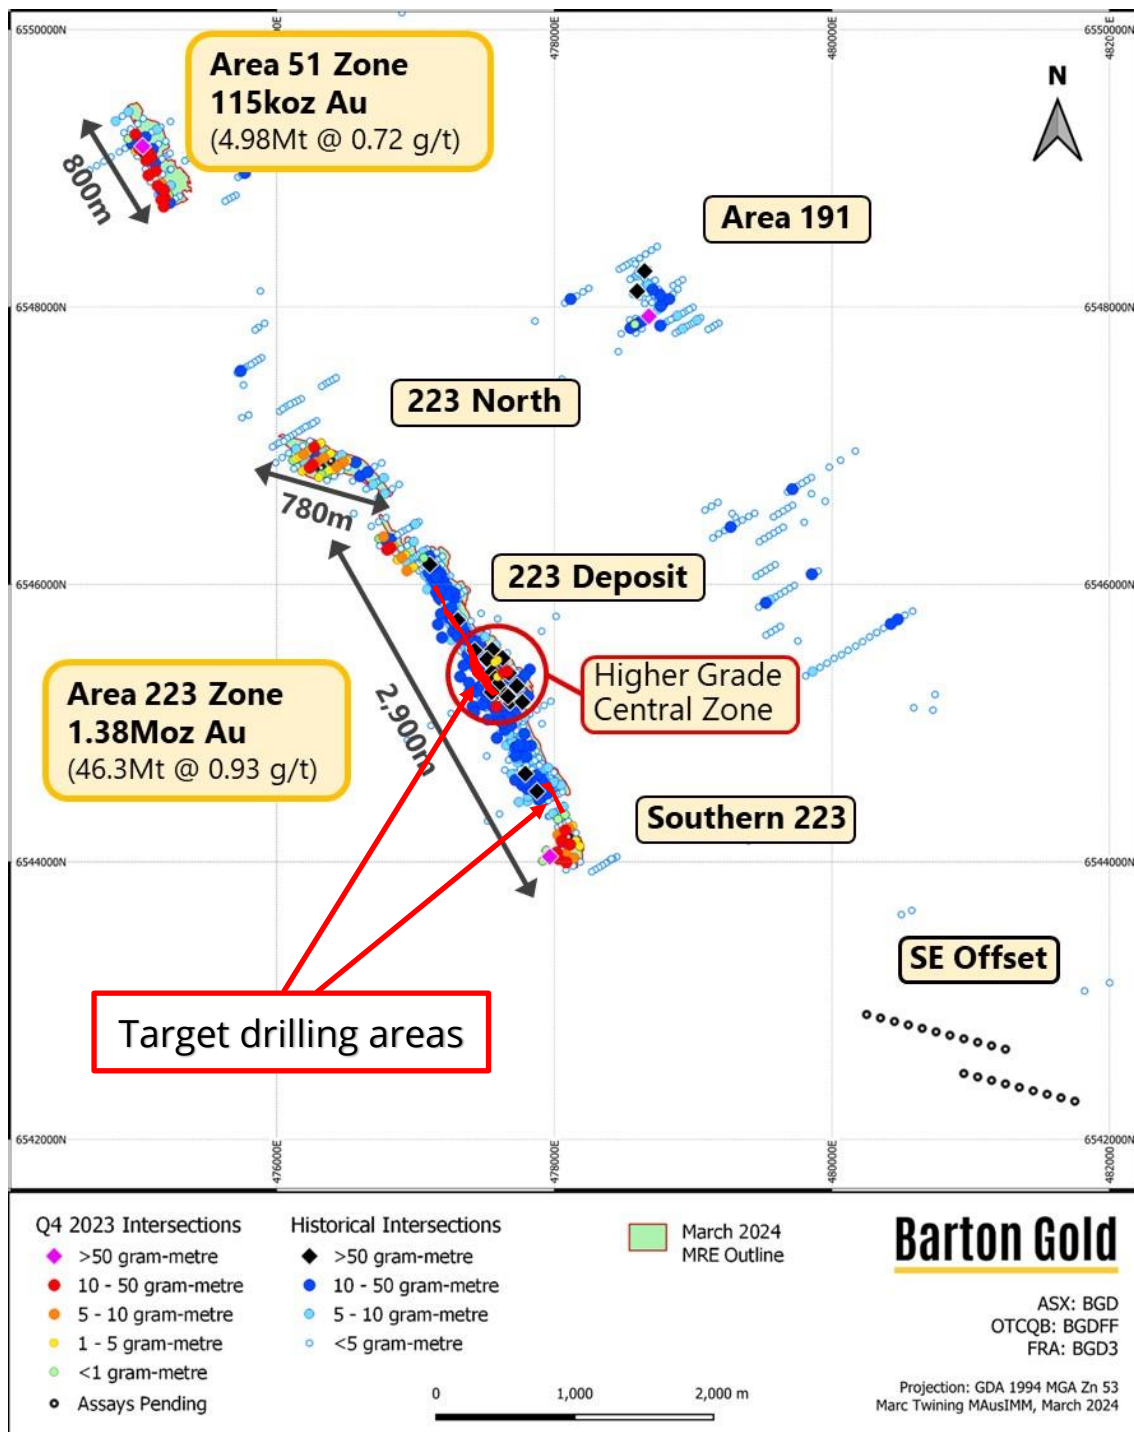 6550000N
478000E
480000E
482000E
6550000N
Area 51 Zone
115koz Au
(4.98Mt @ 0.72 g/t)
N
800m
Area 191
6548000N
6548000N
223 North
780m
223 Deposit
6546000N
6546000N
Higher Grade
Central Zone
Area 223 Zone
1.38Moz Au
(46.3Mt @ 0.93 g/t)
2,900m
Southern 223
6544000N
6544000N
SE Offset
Target drilling areas
6542000N
476000E
478000E
480000E
482000E
6542000N
Q4 2023 Intersections
>50 gram-metre
10 - 50 gram-metre
5 - 10 gram-metre
1 - 5 gram-metre
<1 gram-metre
Assays Pending
Historical Intersections
>50 gram-metre
10 - 50 gram-metre
5 - 10 gram-metre
<5 gram-metre
March 2024
MRE Outline
0 1,000 2,000 m
Barton Gold
ASX: BGD
OTCQB: BGDFF
FRA: BGD3
Projection: GDA 1994 MGA Zn 53
Marc Twining MAusIMM, March 2024